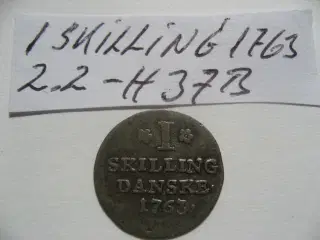 1 SKILLING 1763
2.2-H 37B
I
SKILLING
DANSKE
1763